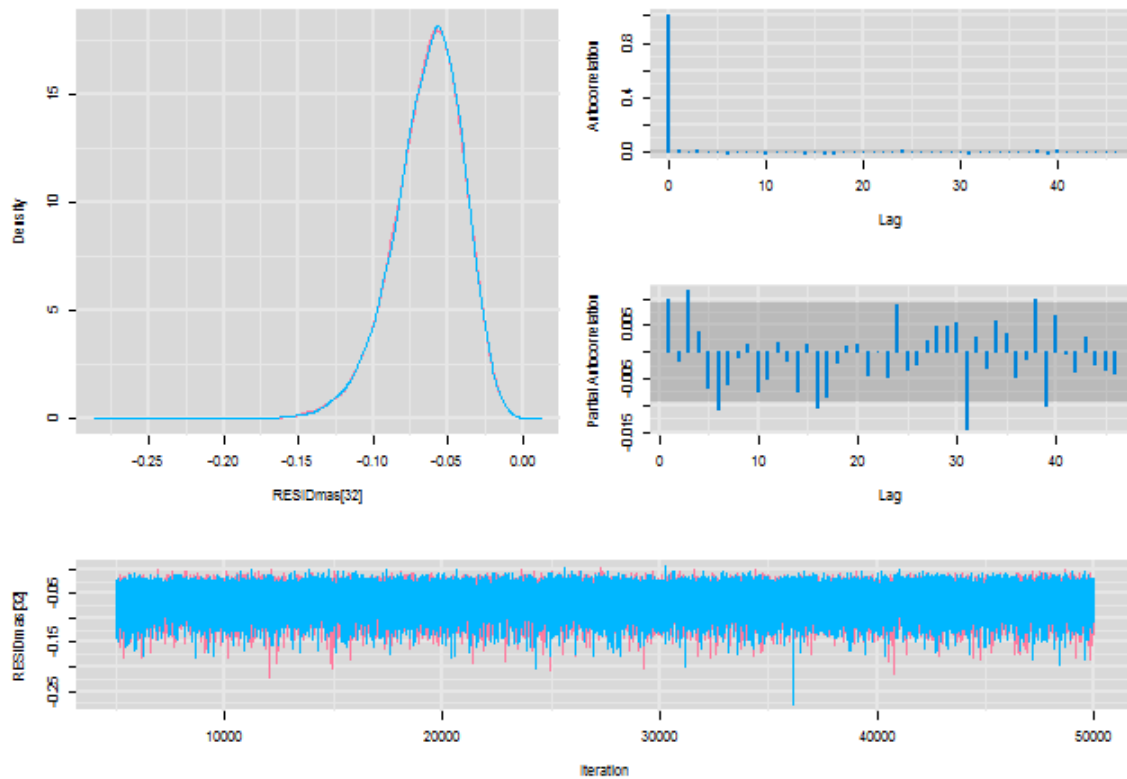 Density
15
10
5
0
-0.25 -0.20 -0.15 -0.10 -0.05 0.00
RESIDmas[32]
Autocorrelation
0.8
0.4
0.0
0 10 20 30 40
Lag
Partial Autocorrelation
0.005
-0.005
-0.015
0 10 20 30 40
Lag
RESIDmas[32]
-0.05
-0.15
-0.25
10000 20000 30000 40000 50000
Iteration